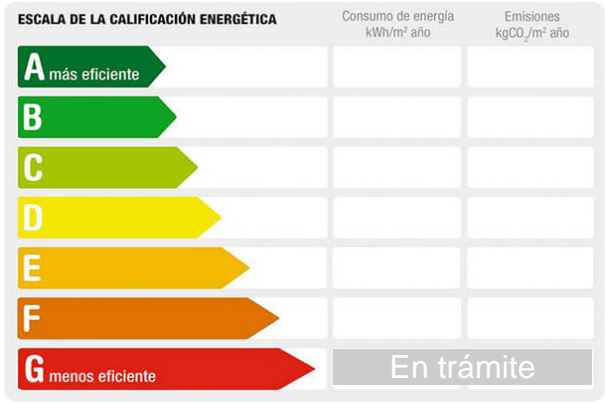 ESCALA DE LA CALIFICACIÓN ENERGÉTICA
Consumo de energía
kWh/m² año
Emisiones
kgCO₂/m² año
A más eficiente
B
C
D
E
F
G menos eficiente
En trámite